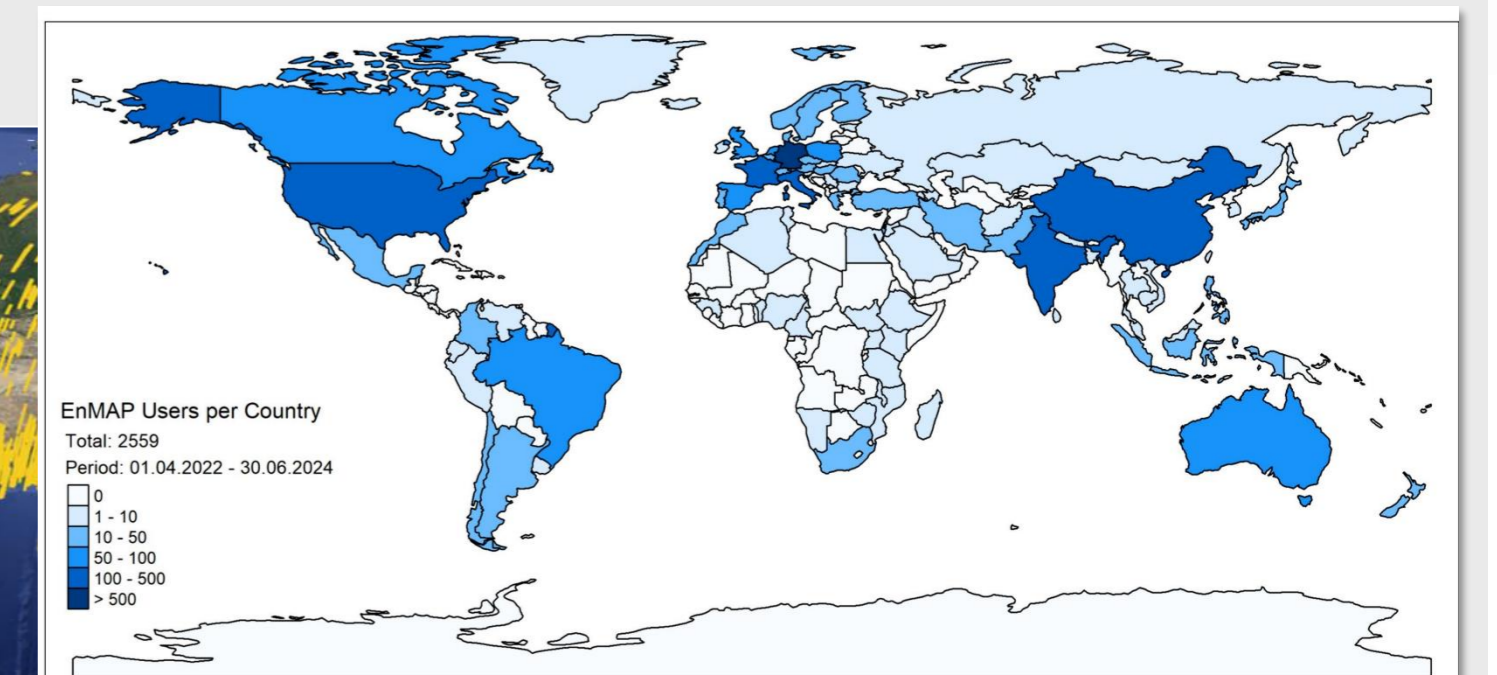 EnMAP Users per Country
Total: 2559
Period: 01.04.2022 - 30.06.2024
0
1 - 10
10 - 50
50 - 100
100 - 500
> 500